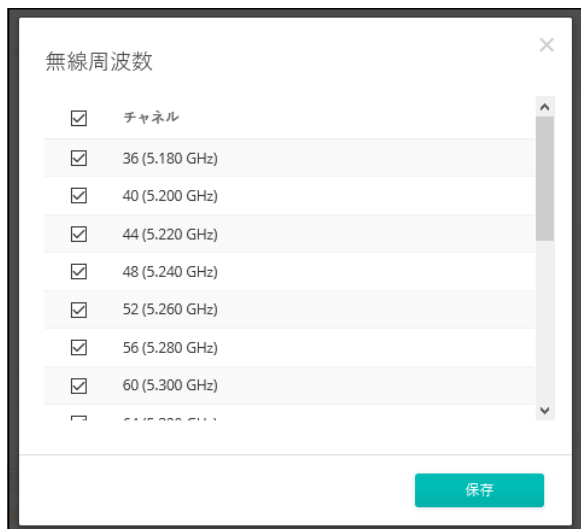 無線周波数
チャネル
36 (5.180 GHz)
40 (5.200 GHz)
44 (5.220 GHz)
48 (5.240 GHz)
52 (5.260 GHz)
56 (5.280 GHz)
60 (5.300 GHz)
保存